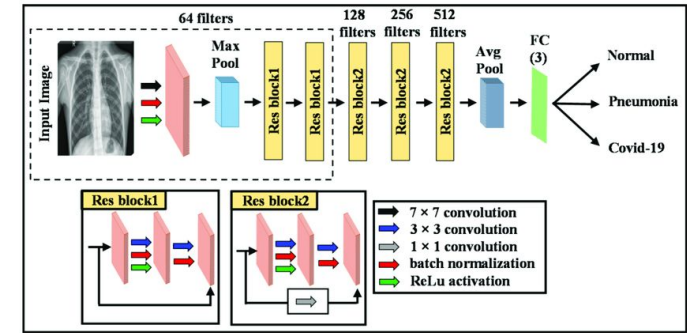 64 filters
128
filters
256
filters
512
filters
Input Image
Max
Pool
Res block1
Res block1
Res block2
Res block2
Res block2
Avg
Pool
FC
(3)
Normal
Pneumonia
Covid-19
Res block1
Res block2
7 × 7 convolution
3 × 3 convolution
1 × 1 convolution
batch normalization
ReLu activation